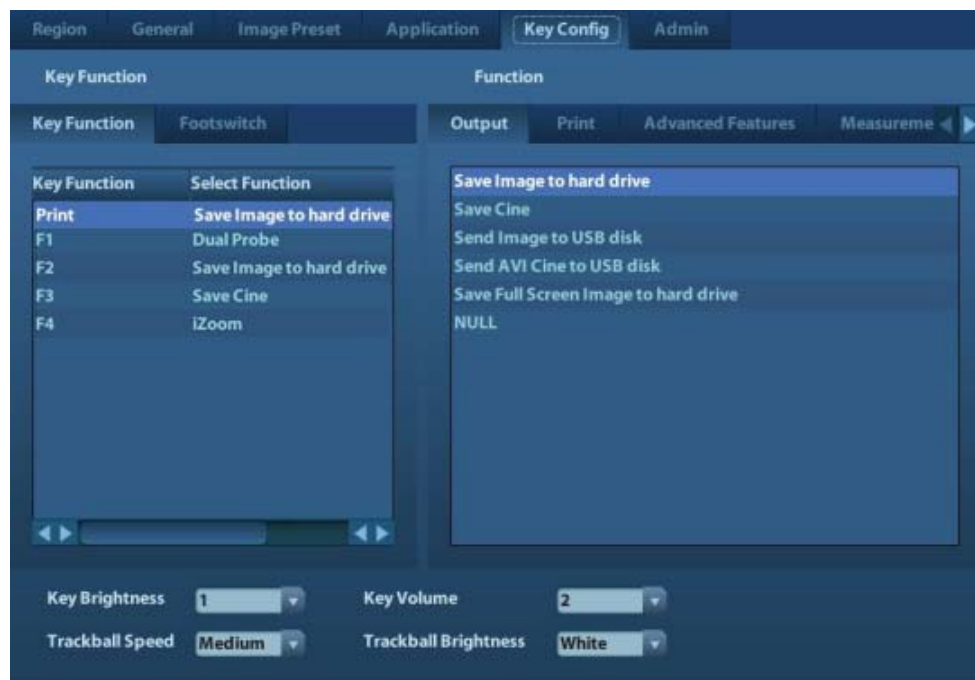 Region General Image Preset Application Key Config Admin
Key Function Function
Key Function Footswitch Output Print Advanced Features Measureme
Key Function Select Function
Print Save Image to hard drive
F1 Dual Probe
F2 Save Image to hard drive
F3 Save Cine
F4 iZoom
Save Image to hard drive
Save Cine
Send Image to USB disk
Send AVI Cine to USB disk
Save Full Screen Image to hard drive
NULL
Key Brightness 1 Key Volume 2
Trackball Speed Medium Trackball Brightness White